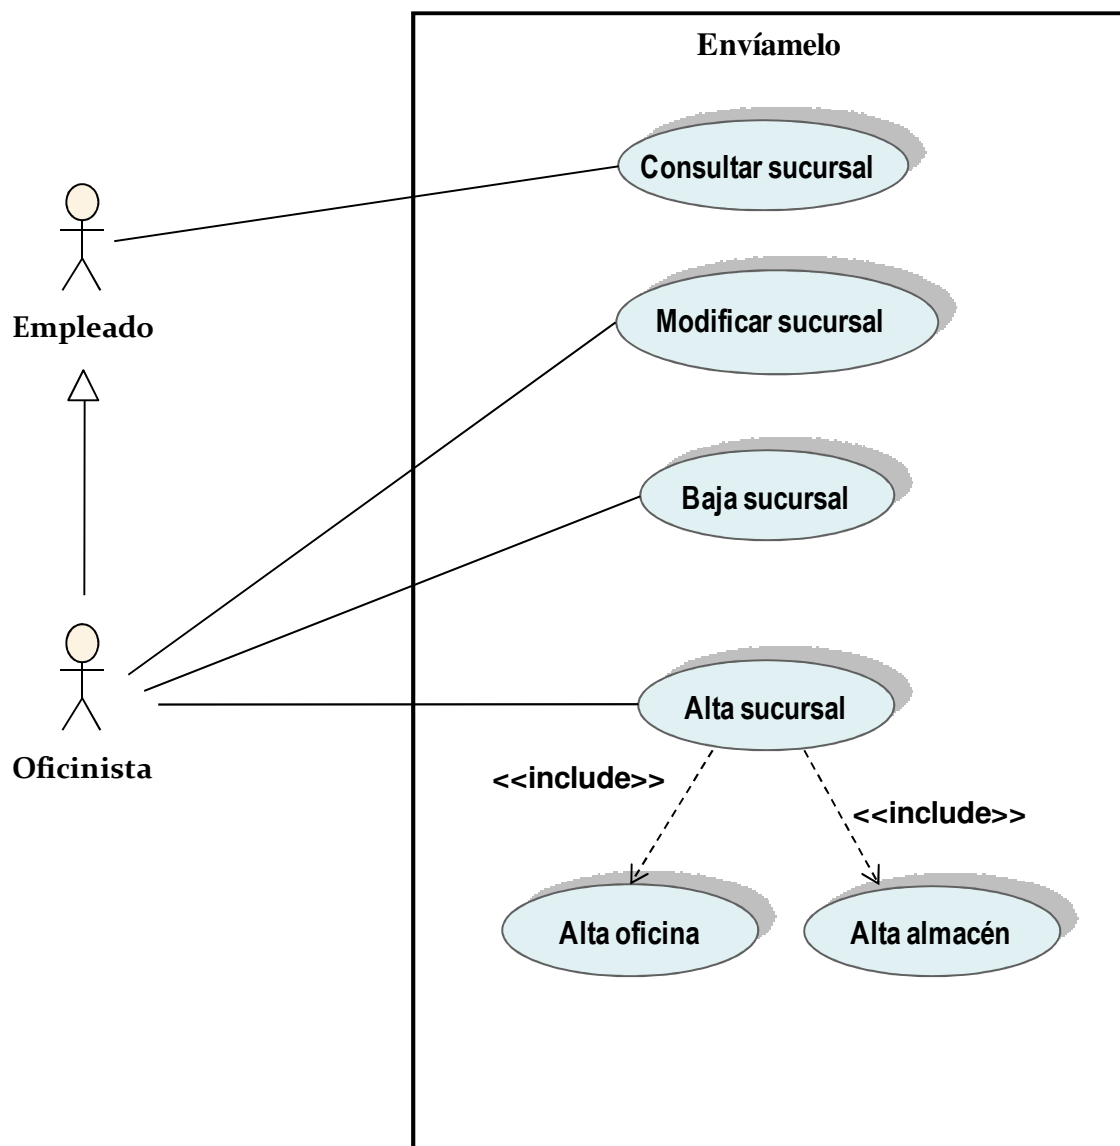 Envíamelo
Consultar sucursal
Empleado
Modificar sucursal
Baja sucursal
Oficinista
Alta sucursal
<<include>>
<<include>>
Alta oficina
Alta almacén